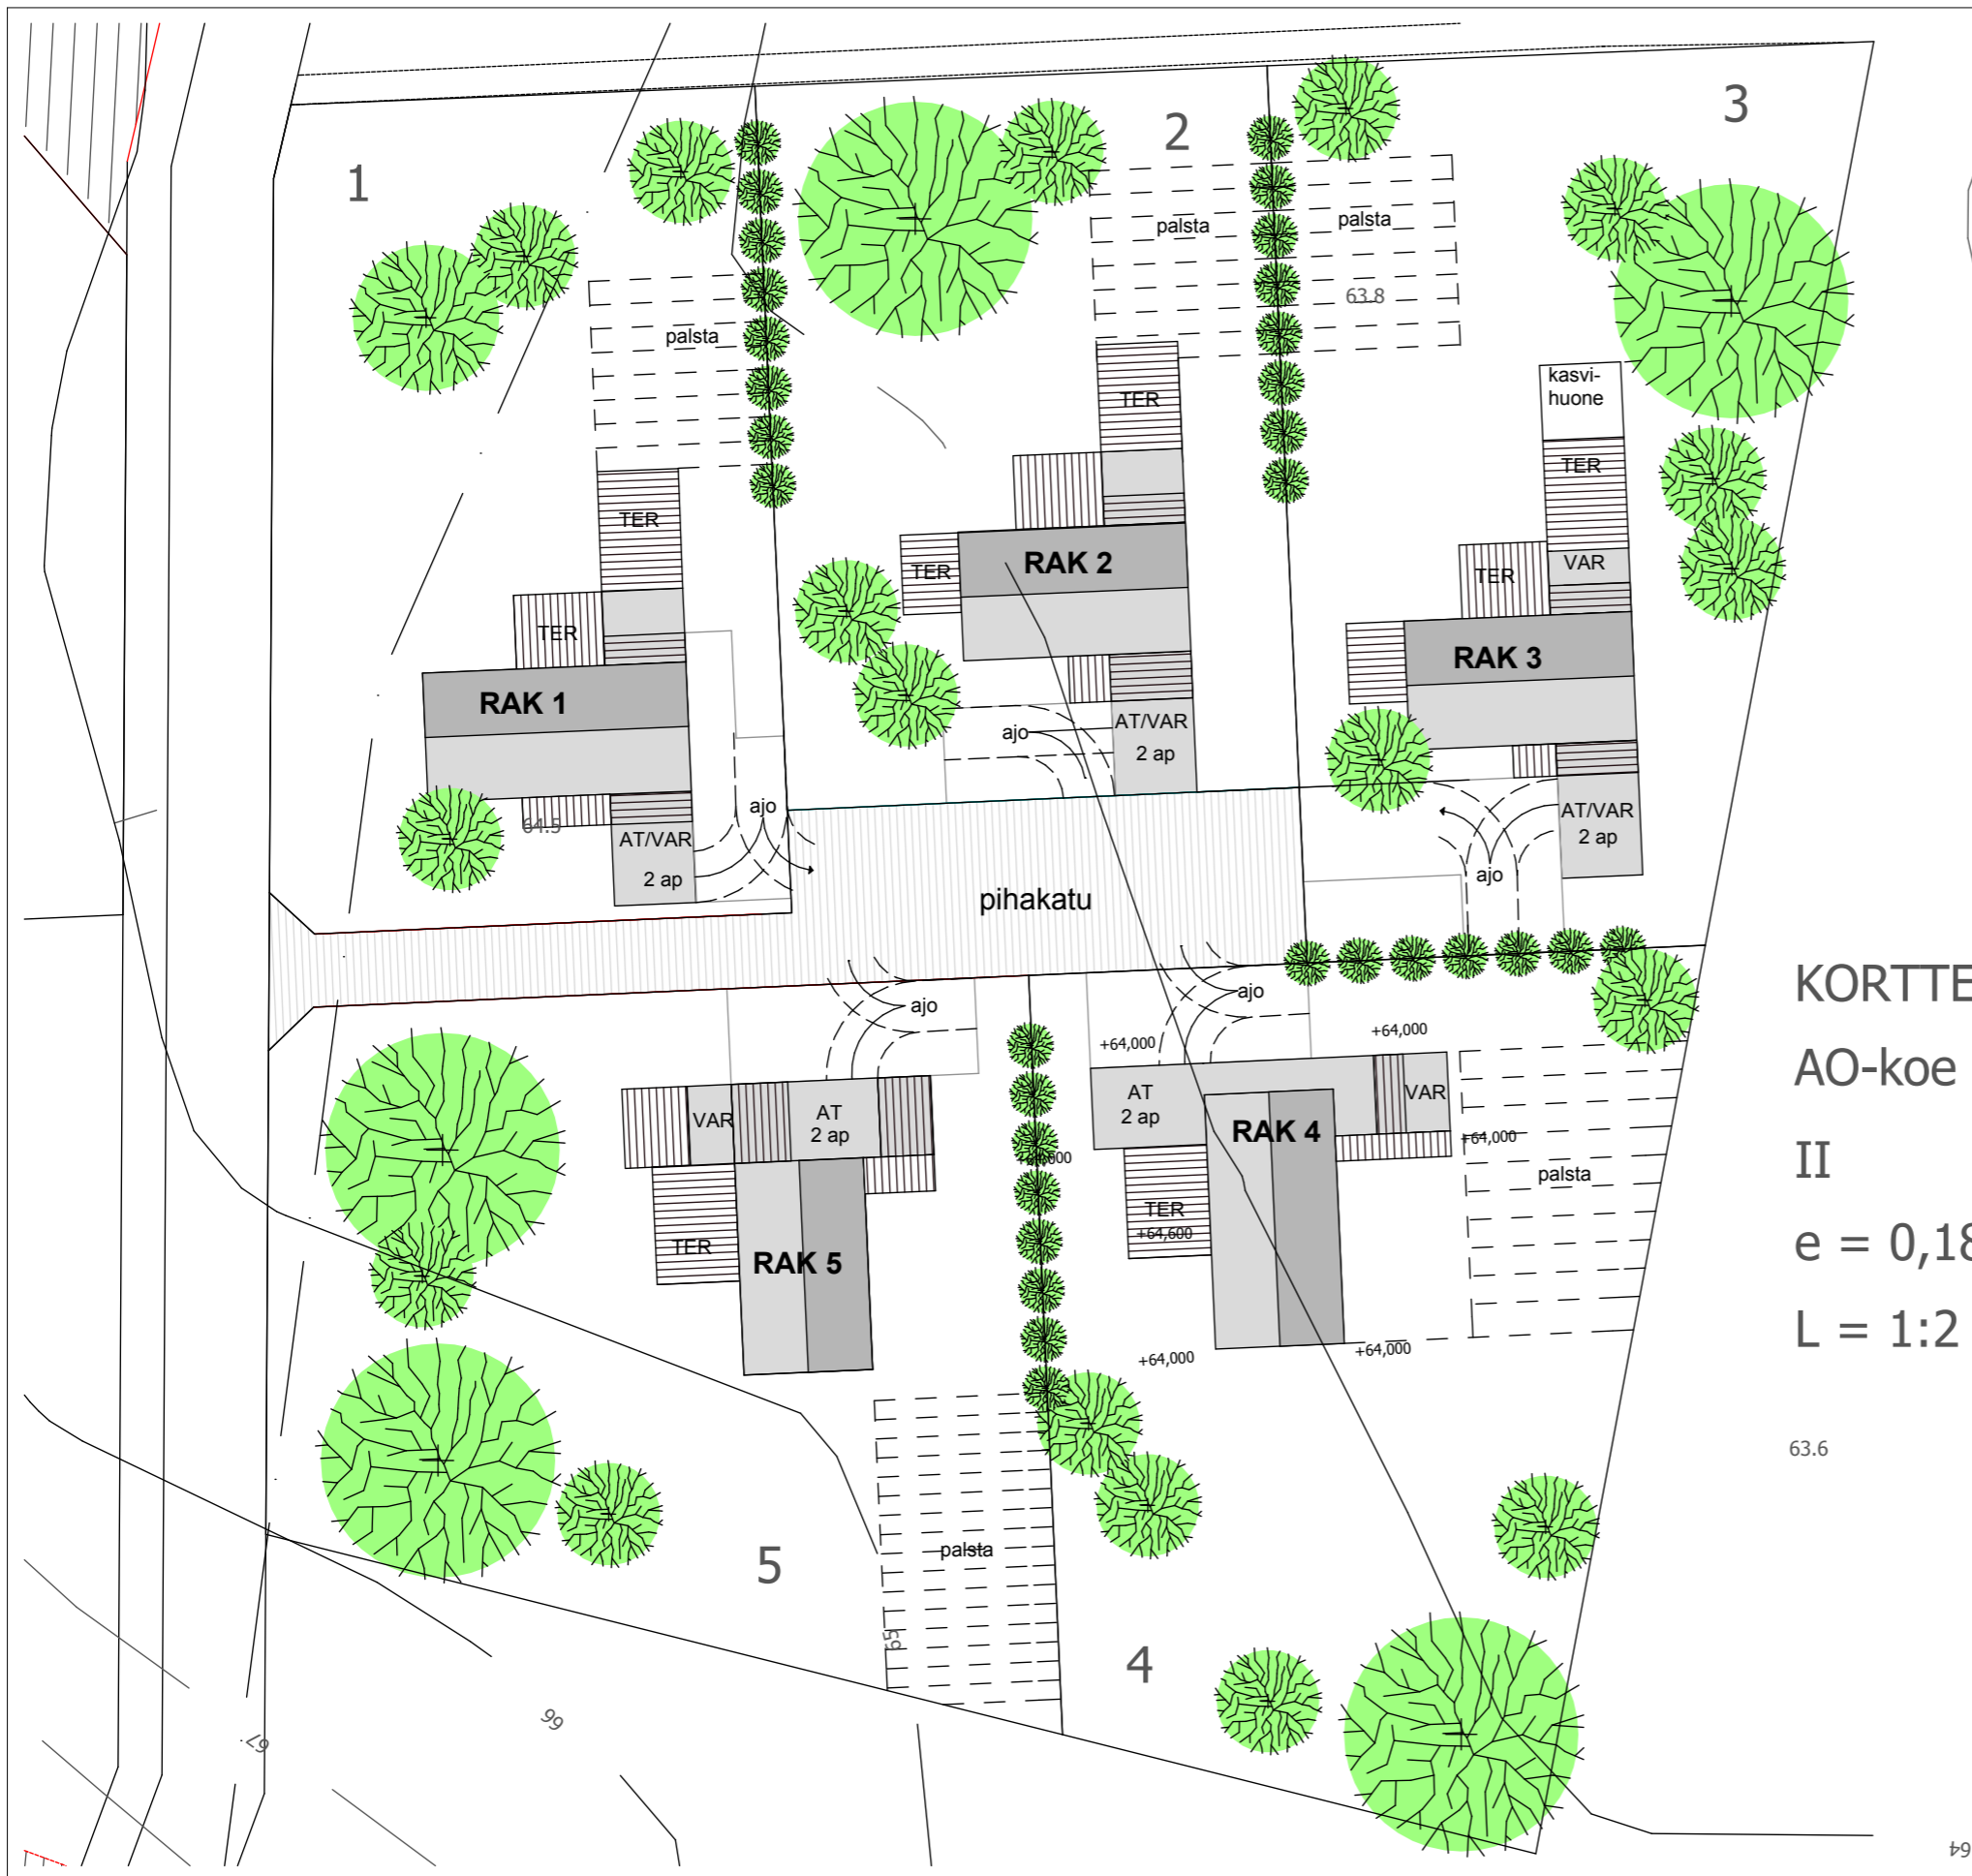 1
2
3
palsta
palsta
63.8
palsta
kasvi-
huone
TER
TER
TER
VAR
TER
RAK 2
TER
TER
RAK 3
TER
RAK 1
ajo
AT/VAR
2 ap
ajo
64.5
AT/VAR
2 ap
AT/VAR
2 ap
ajo
pihakatu
ajo
ajo
+64,000
+64,000
KORTTE
AO-koe
II
e = 0,18
L = 1:2
VAR
AT
2 ap
AT
2 ap
RAK 4
VAR
+64,000
palsta
TER
+64,600
TER
RAK 5
+64,000
+64,000
63.6
palsta
5
65
4
66
67
64